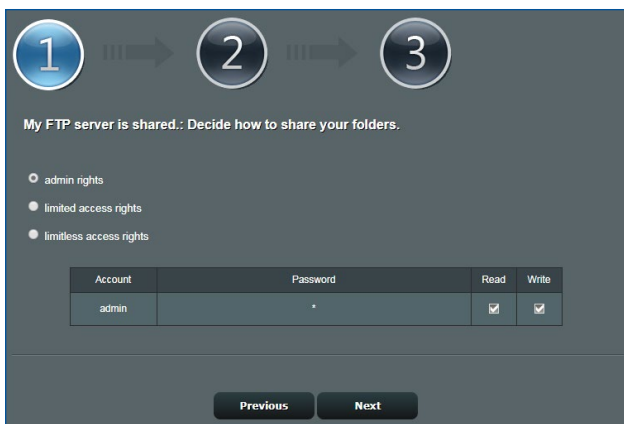 1 2 3
My FTP server is shared.: Decide how to share your folders.
admin rights
limited access rights
limitless access rights
Account Password Read Write
admin *
Previous Next